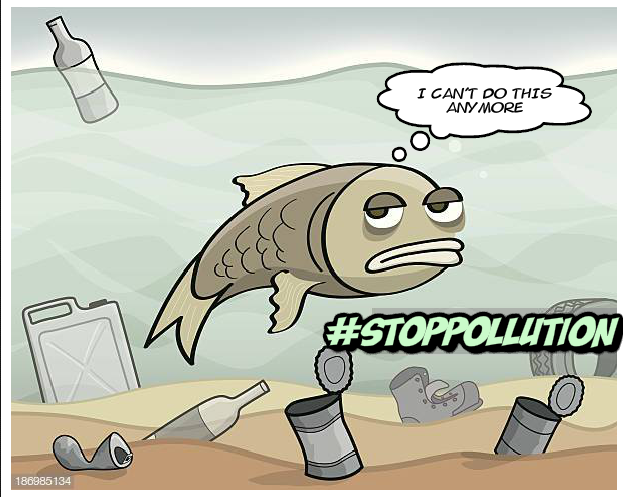 I CAN'T DO THIS
ANYMORE
#STOPPOLLUTION
186985134